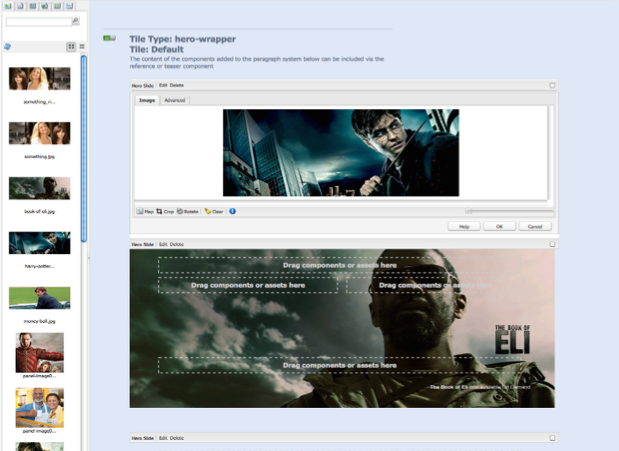 Tile Type: hero-wrapper
Tile: Default
The content of the components added to the paragraph system below can be included via the
reference or teaser component
Hero Slide Edit Delete
Image Advanced
Map Crop Rotate Clear
Help OK Cancel
something_n...
something.jpg
book-of-eli.jpg
harry-potter...
money-ball.jpg
panel-image0...
panel-image0...
Hero Slide Edit Delete
Drag components or assets here
Drag components or assets here Drag components or assets here
THE BOOK OF
ELI
Drag components or assets here
The Book of Eli now available On Demand
Hero Slide Edit Delete